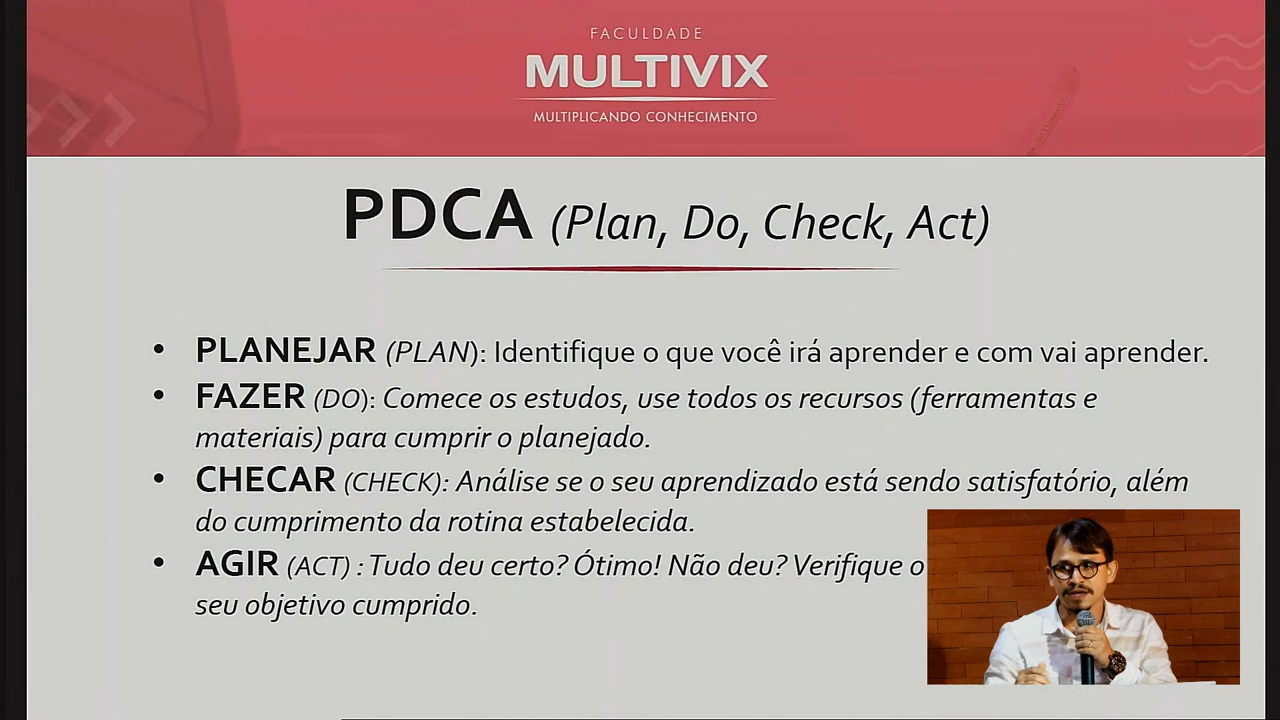 FACULDADE
MULTIVIX
MULTIPLICANDO CONHECIMENTO
PDCA (Plan, Do, Check, Act)
• PLANEJAR (PLAN): Identifique o que você irá aprender e com vai aprender.
• FAZER (DO): Comece os estudos, use todos os recursos (ferramentas e
materiais) para cumprir o planejado.
• CHECAR (CHECK): Análise se o seu aprendizado está sendo satisfatório, além
do cumprimento da rotina estabelecida.
• AGIR (ACT) : Tudo deu certo? Ótimo! Não deu? Verifique o
seu objetivo cumprido.